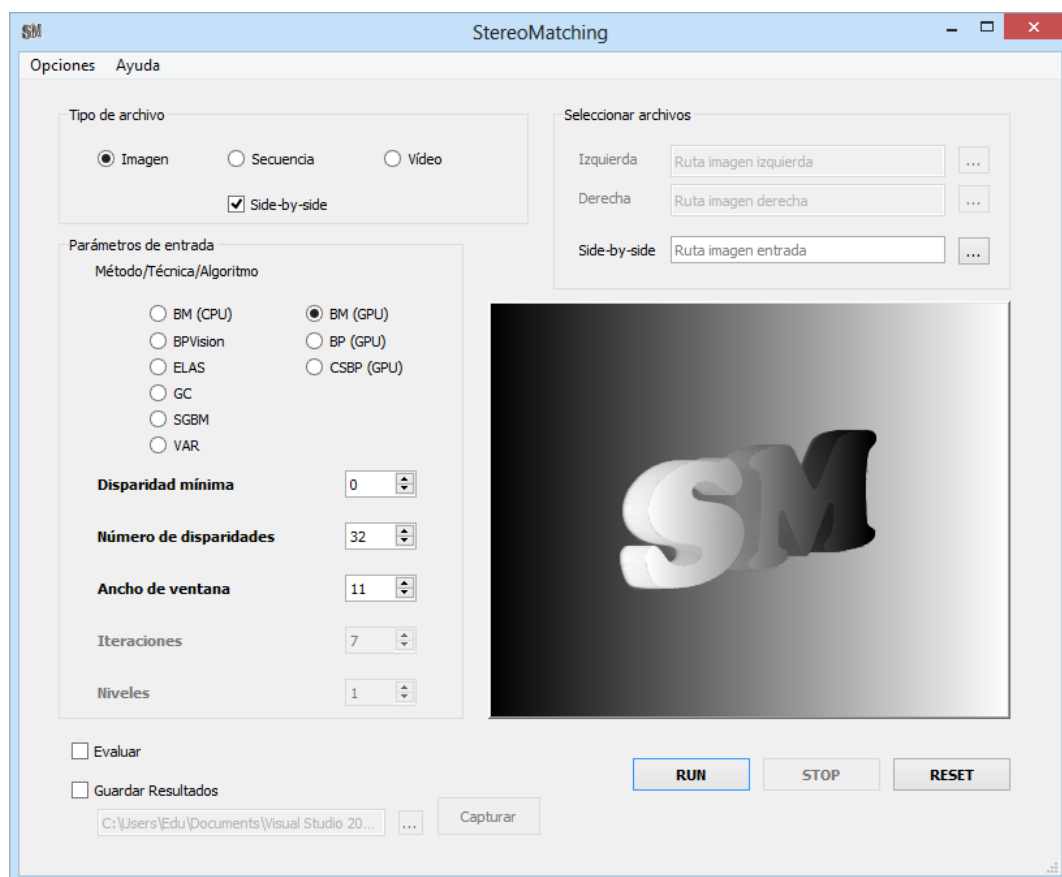 SM StereoMatching
Opciones Ayuda
Tipo de archivo
Imagen Secuencia Vídeo
Side-by-side
Seleccionar archivos
Izquierda Ruta imagen izquierda ...
Derecha Ruta imagen derecha ...
Side-by-side Ruta imagen entrada ...
Parámetros de entrada
Método/Técnica/Algoritmo
BM (CPU) BM (GPU)
BPVision BP (GPU)
ELAS CSBP (GPU)
GC
SGBM
VAR
Disparidad mínima 0
Número de disparidades 32
Ancho de ventana 11
Iteraciones 7
Niveles 1
SM
Evaluar
Guardar Resultados
C:\Users\Edu\Documents\Visual Studio 20... ... Capturar
RUN STOP RESET